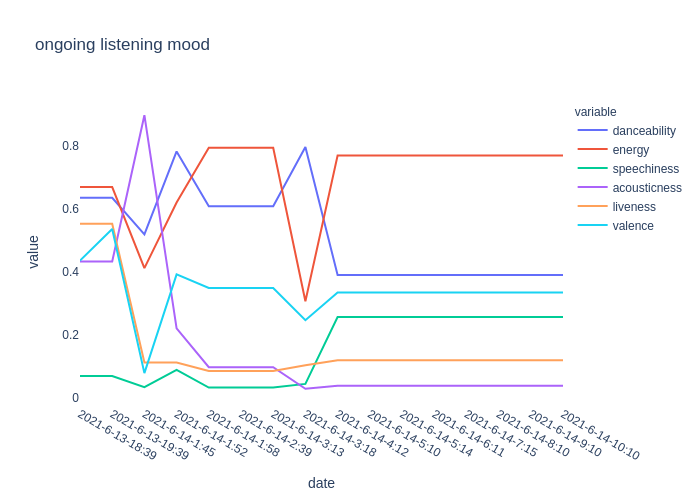 ongoing listening mood
variable
danceability
energy
speechiness
acousticness
liveness
valence
value
0.8
0.6
0.4
0.2
0
2021-6-13-18:39
2021-6-13-19:39
2021-6-14-1:45
2021-6-14-1:52
2021-6-14-1:58
2021-6-14-2:39
2021-6-14-3:13
2021-6-14-3:18
2021-6-14-4:12
2021-6-14-5:10
2021-6-14-5:14
2021-6-14-6:11
2021-6-14-7:15
2021-6-14-8:10
2021-6-14-9:10
2021-6-14-10:10
date